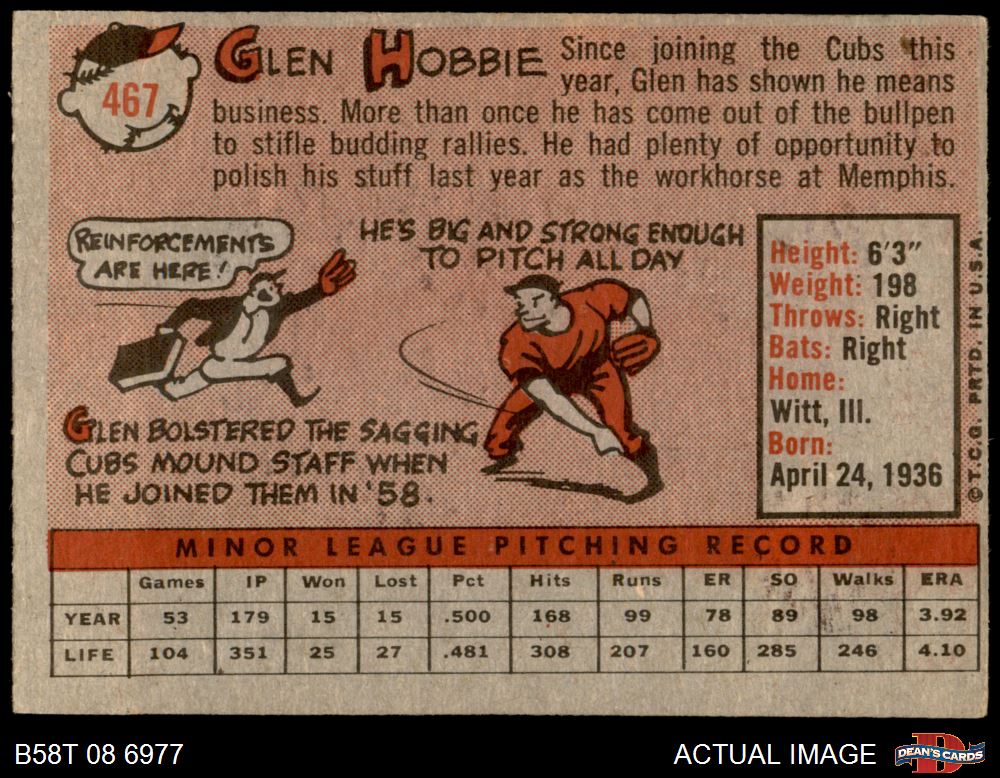 467
GLEN HOBBIE
Since joining the Cubs this
year, Glen has shown he means
business. More than once he has come out of the bullpen
to stifle budding rallies. He had plenty of opportunity to
polish his stuff last year as the workhorse at Memphis.
REINFORCEMENTS
ARE HERE!
HE'S BIG AND STRONG ENOUGH
TO PITCH ALL DAY
GLEN BOLSTERED THE SAGGING
CUBS MOUND STAFF WHEN
HE JOINED THEM IN '58.
Height: 6'3"
Weight: 198
Throws: Right
Bats: Right
Home:
Witt, Ill.
Born:
April 24, 1936
©T.C.G. PRTD. IN U.S.A.
MINOR LEAGUE PITCHING RECORD
Games IP Won Lost Pct Hits Runs ER SO Walks ERA
YEAR 53 179 15 15 .500 168 99 78 89 98 3.92
LIFE 104 351 25 27 .481 308 207 160 285 246 4.10
B58T 08 6977
ACTUAL IMAGE
D
DEAN'S CARDS